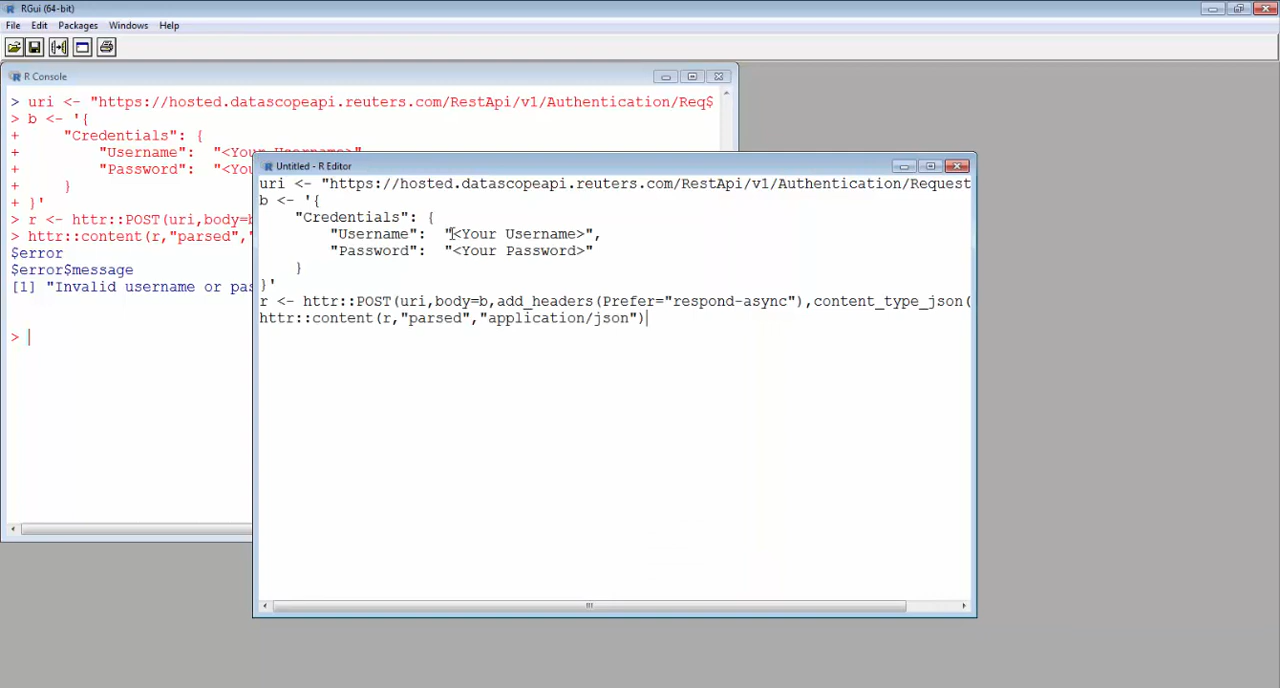 RGui (64-bit)
File Edit Packages Windows Help
R Console
> uri <- "https://hosted.datascopeapi.reuters.com/RestApi/v1/Authentication/Req$
> b <- '{
+ "Credentials": {
+ "Username": "<Your Username>"
+ "Password": "<Yo
+ }
+ }'
> r <- httr::POST(uri,body=b
> httr::content(r,"parsed",
$error
$error$message
[1] "Invalid username or pas
>
Untitled - R Editor
uri <- "https://hosted.datascopeapi.reuters.com/RestApi/v1/Authentication/Request
b <- '{
"Credentials": {
"Username": "<Your Username>",
"Password": "<Your Password>"
}
}'
r <- httr::POST(uri,body=b,add_headers(Prefer="respond-async"),content_type_json(
httr::content(r,"parsed","application/json")